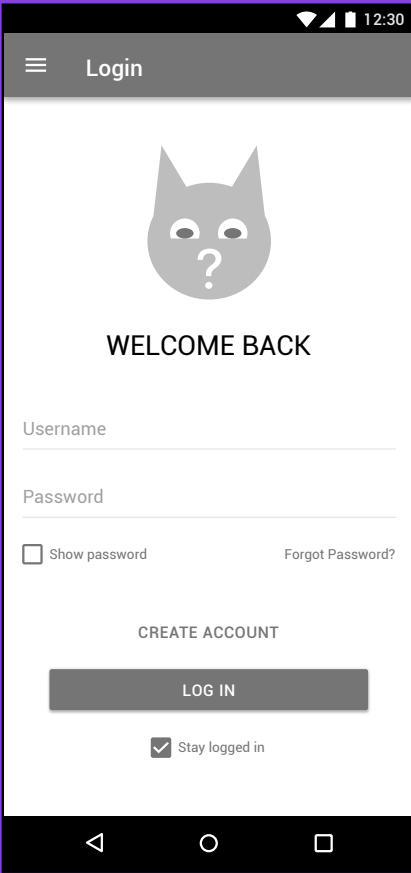 12:30
Login
?
WELCOME BACK
Username
Password
Show password
Forgot Password?
CREATE ACCOUNT
LOG IN
Stay logged in